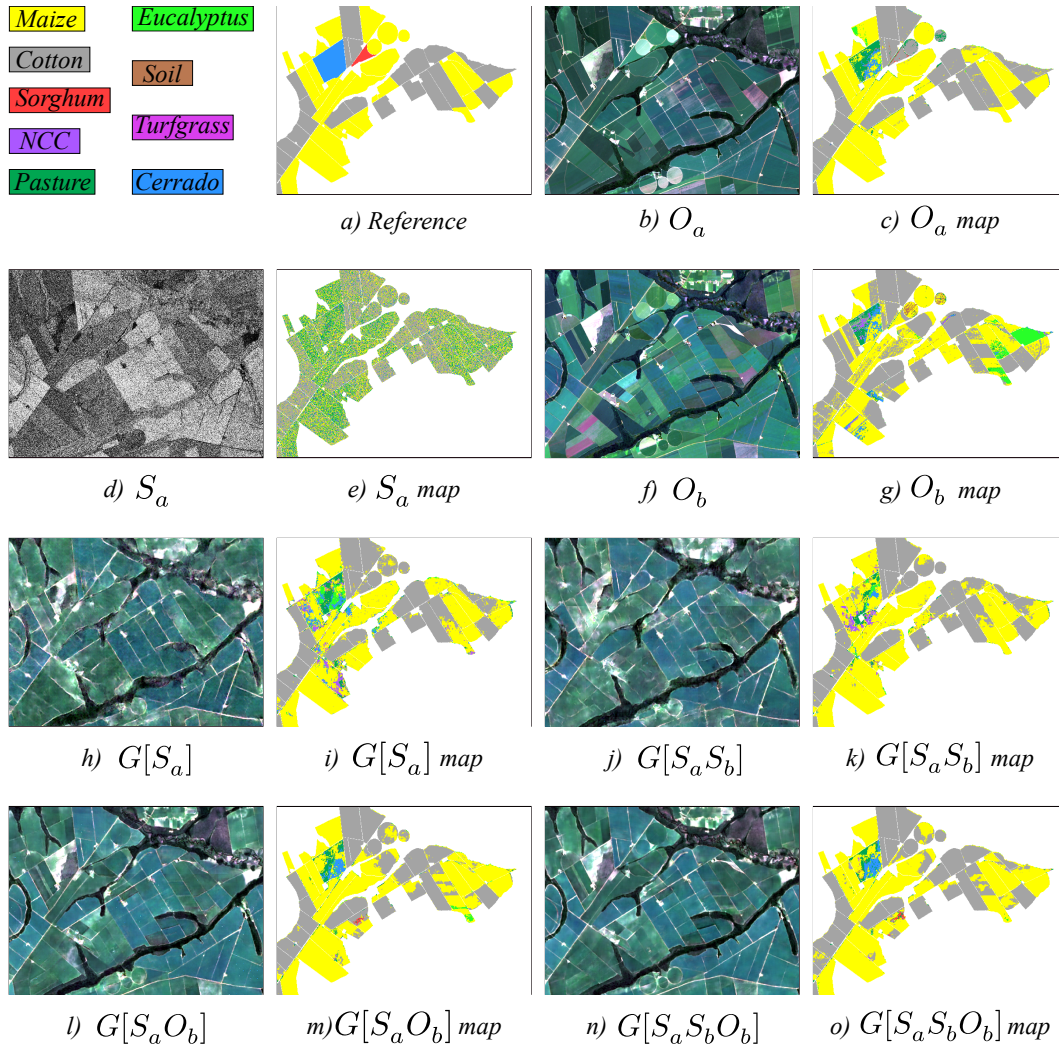 Maize
Eucalyptus
Cotton
Soil
Sorghum
Turfgrass
NCC
Pasture
Cerrado
a) Reference
b) O_a
c) O_a map
d) S_a
e) S_a map
f) O_b
g) O_b map
h) G[S_a]
i) G[S_a] map
j) G[S_aS_b]
k) G[S_aS_b] map
l) G[S_aO_b]
m)G[S_aO_b] map
n) G[S_aS_bO_b]
o) G[S_aS_bO_b] map